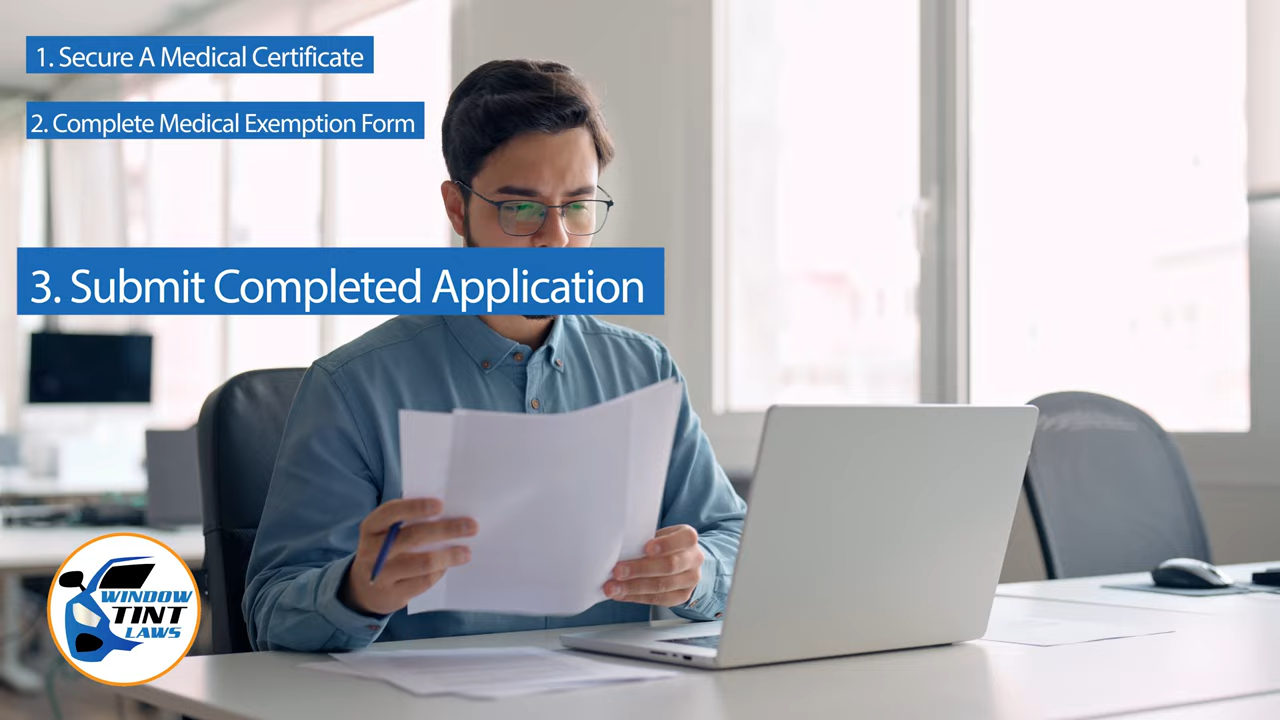 1. Secure A Medical Certificate
2. Complete Medical Exemption Form
3. Submit Completed Application
WINDOW
TINT
LAWS